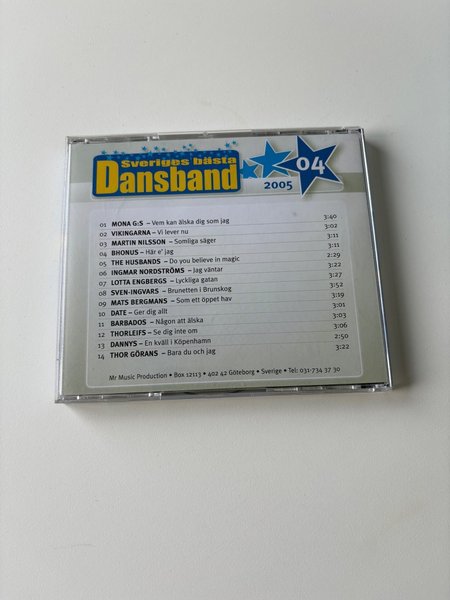 Sveriges bästa
Dansband
2005
04
01 MONA G:S – Vem kan älska dig som jag 3:40
02 VIKINGARNA – Vi lever nu 3:02
03 MARTIN NILSSON – Somliga säger 3:11
04 BHONUS – Här e' jag 3:11
05 THE HUSBANDS – Do you believe in magic 2:29
06 INGMAR NORDSTRÖMS – Jag väntar 3:22
07 LOTTA ENGBERGS – Lyckliga gatan 3:27
08 SVEN-INGVARS – Brunetten i Brunskog 3:52
09 MATS BERGMANS – Som ett öppet hav 3:19
10 DATE – Ger dig allt 3:01
11 BARBADOS – Någon att älska 3:03
12 THORLEIFS – Se dig inte om 3:06
13 DANNYS – En kväll i Köpenhamn 2:50
14 THOR GÖRANS – Bara du och jag 3:22
Mr Music Production • Box 12113 • 402 42 Göteborg • Sverige • Tel: 031-734 37 30